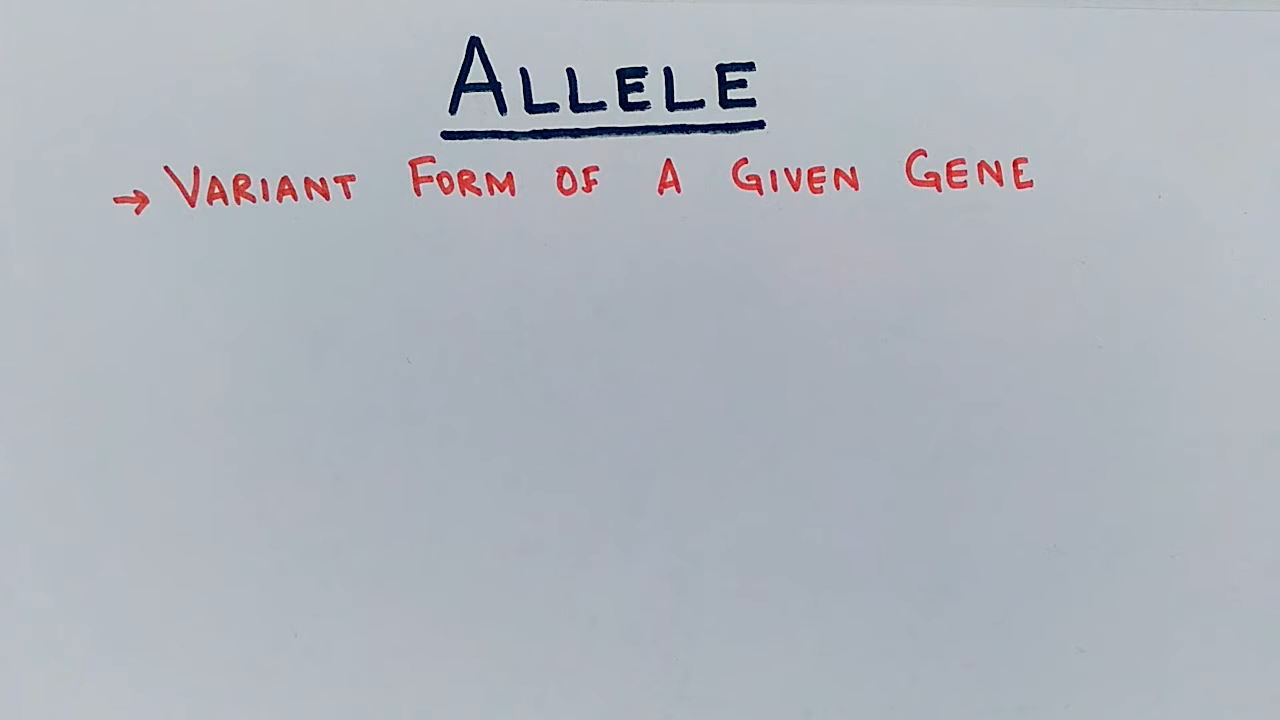 ALLELE
→ VARIANT FORM OF A GIVEN GENE